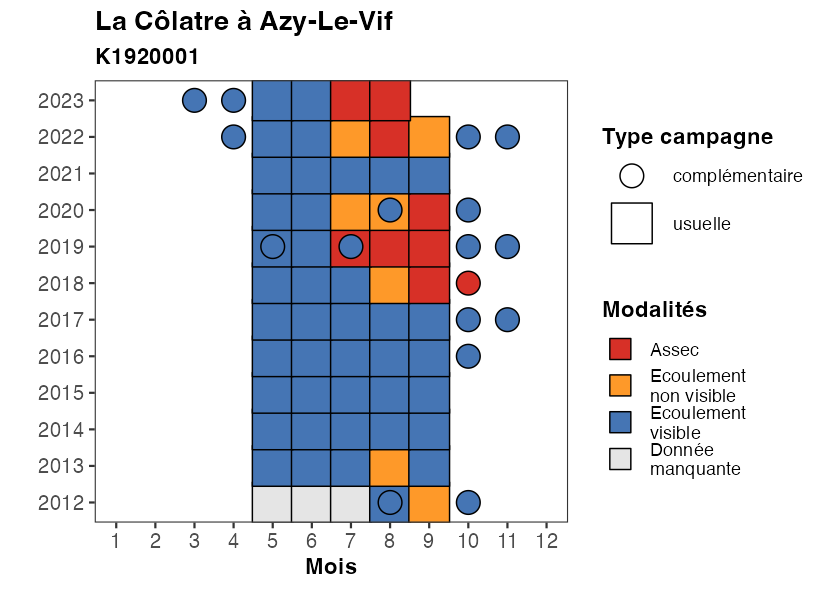 La Côlatre à Azy-Le-Vif
K1920001
2023
2022
2021
2020
2019
2018
2017
2016
2015
2014
2013
2012
1 2 3 4 5 6 7 8 9 10 11 12
Mois
Type campagne
complémentaire
usuelle
Modalités
Assec
Ecoulement
non visible
Ecoulement
visible
Donnée
manquante